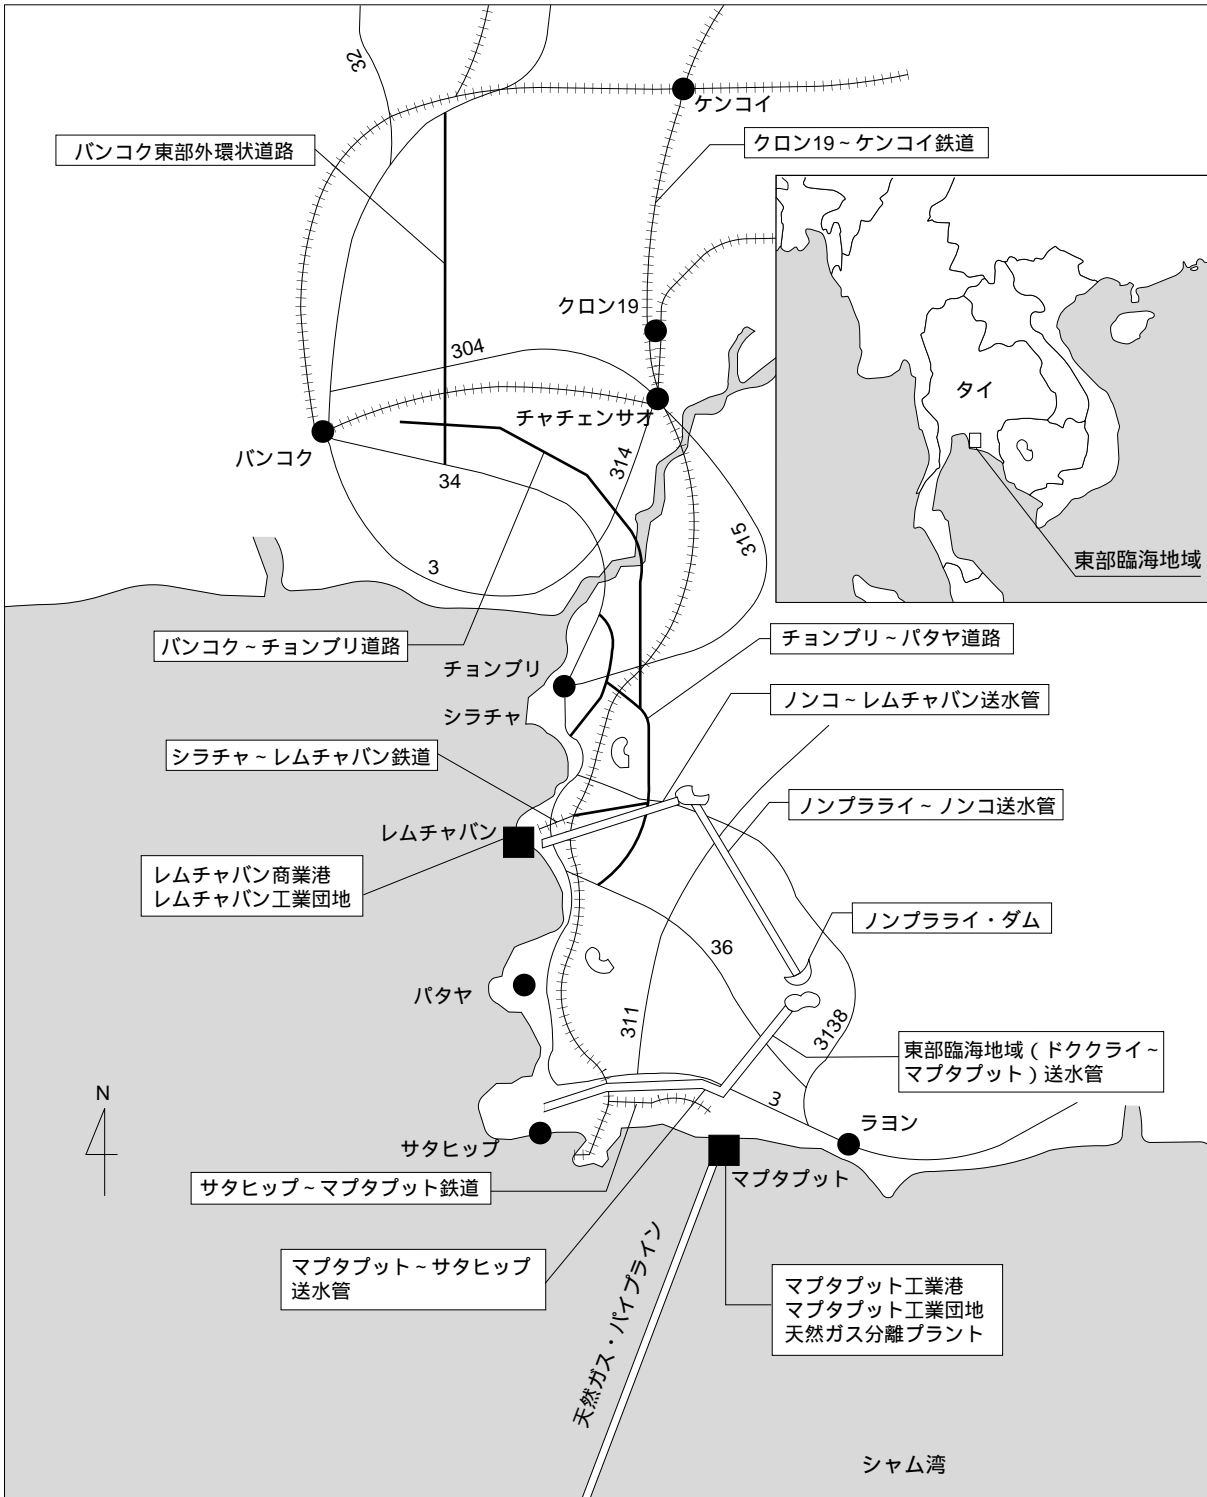 32
ケンコイ
バンコク東部外環状道路
クロン19～ケンコイ鉄道
クロン19
304
チャチェンサオ
タイ
バンコク
34
314
315
3
東部臨海地域
バンコク～チョンブリ道路
チョンブリ～パタヤ道路
チョンブリ
シラチャ
ノンコ～レムチャバン送水管
シラチャ～レムチャバン鉄道
ノンプラライ～ノンコ送水管
レムチャバン
レムチャバン商業港
レムチャバン工業団地
ノンプラライ・ダム
36
パタヤ
311
3138
東部臨海地域（ドククライ～
マプタプット）送水管
N
3
ラヨン
サタヒップ
マプタプット
サタヒップ～マプタプット鉄道
マプタプット～サタヒップ
送水管
天然ガス・パイプライン
マプタプット工業港
マプタプット工業団地
天然ガス分離プラント
シャム湾